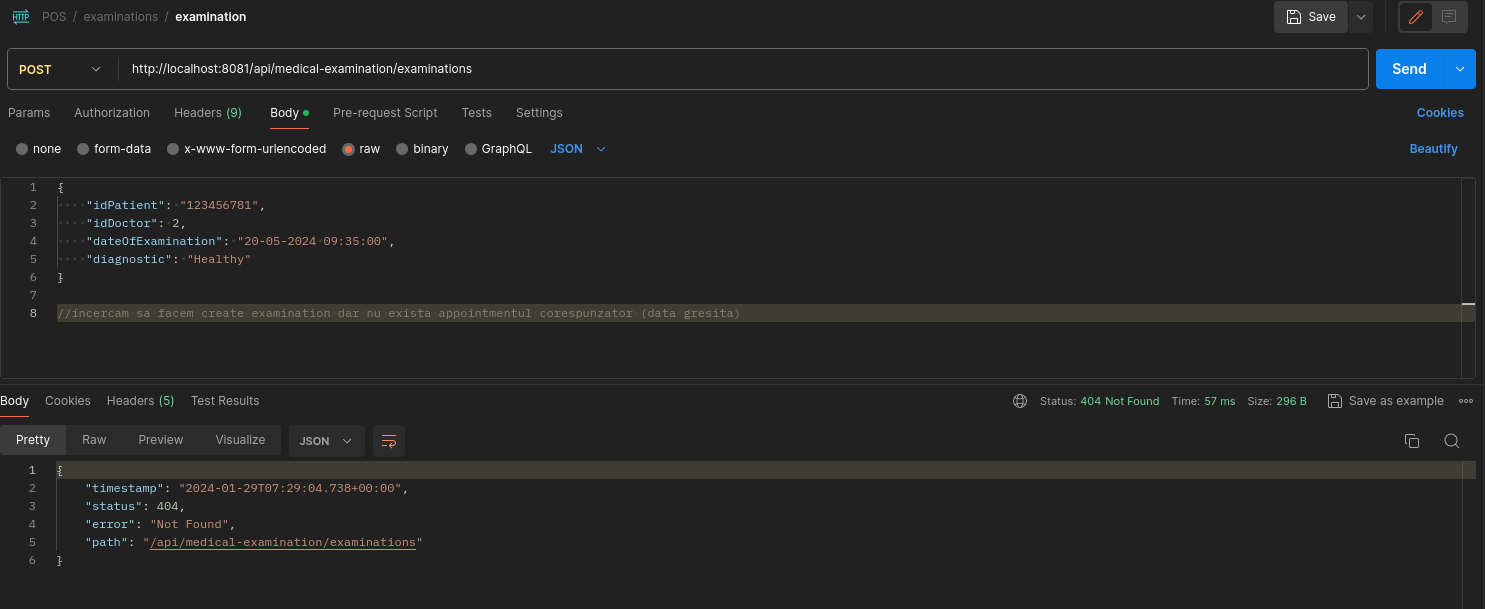 HTTP POS / examinations / examination Save
POST http://localhost:8081/api/medical-examination/examinations Send
Params Authorization Headers (9) Body Pre-request Script Tests Settings Cookies
none form-data x-www-form-urlencoded raw binary GraphQL JSON Beautify
1 {
2 "idPatient": "123456781",
3 "idDoctor": 2,
4 "dateOfExamination": "20-05-2024 09:35:00",
5 "diagnostic": "Healthy"
6 }
7
8 //incercam sa facem create examination dar nu exista appointmentul corespunzator (data gresita)
Body Cookies Headers (5) Test Results Status: 404 Not Found Time: 57 ms Size: 296 B Save as example
Pretty Raw Preview Visualize JSON
1 {
2 "timestamp": "2024-01-29T07:29:04.738+00:00",
3 "status": 404,
4 "error": "Not Found",
5 "path": "/api/medical-examination/examinations"
6 }